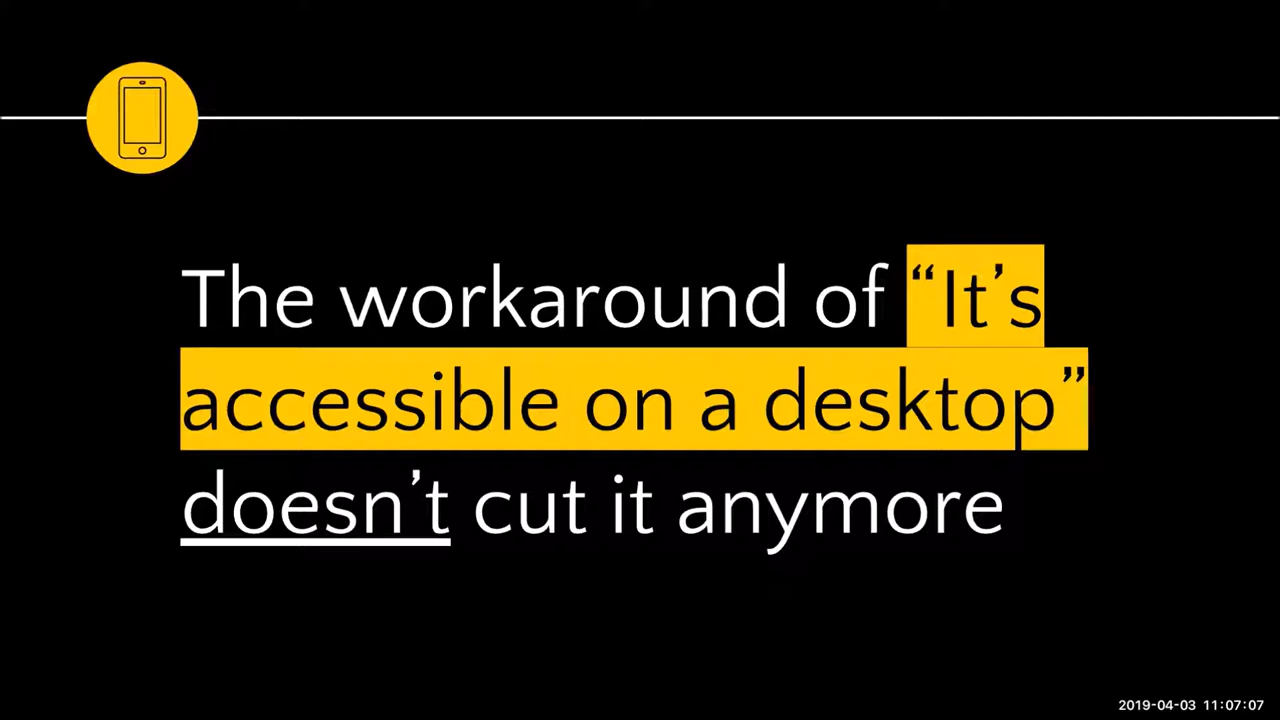 The workaround of “It’s
accessible on a desktop”
doesn’t cut it anymore
2019-04-03 11:07:07